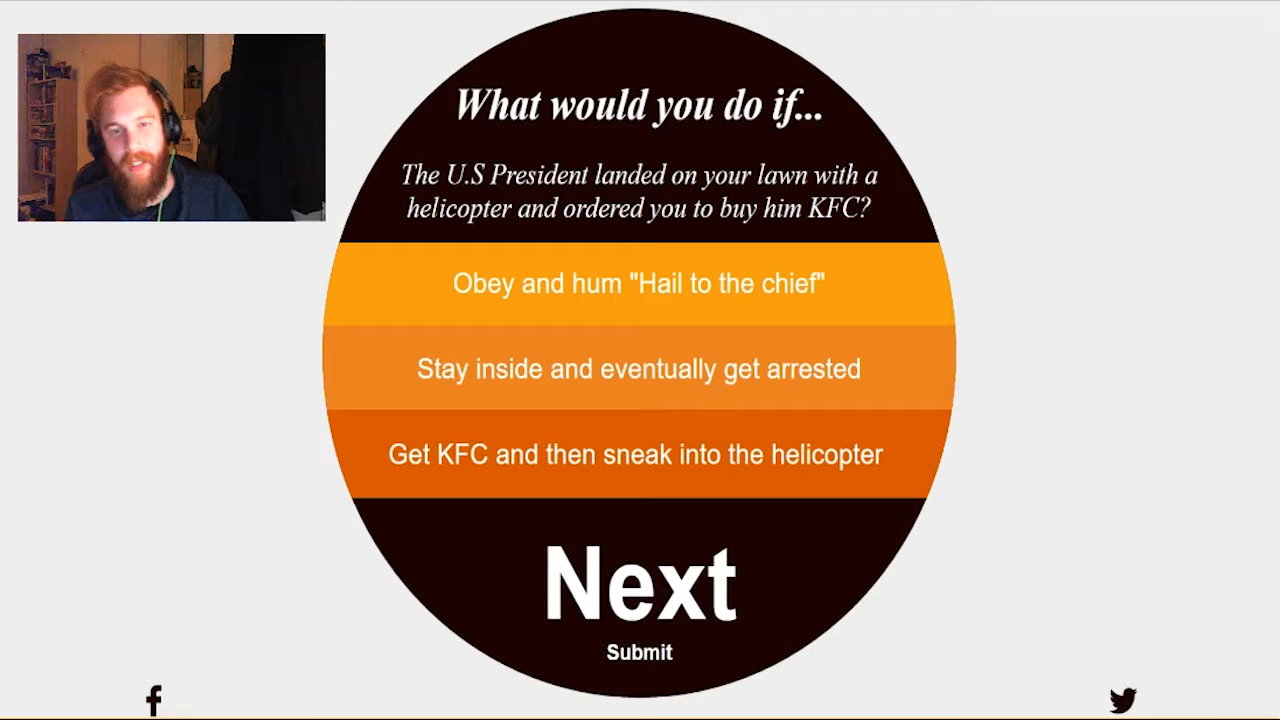 What would you do if...
The U.S President landed on your lawn with a
helicopter and ordered you to buy him KFC?
Obey and hum "Hail to the chief"
Stay inside and eventually get arrested
Get KFC and then sneak into the helicopter
Next
Submit